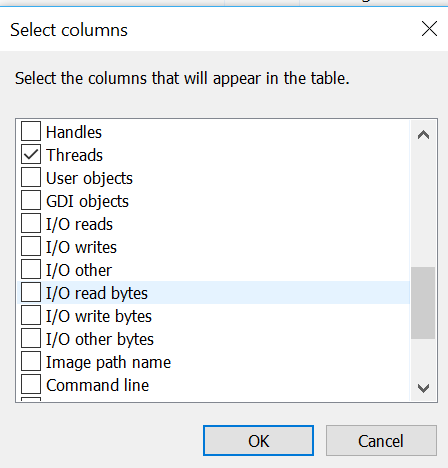 Select columns
Select the columns that will appear in the table.
Handles
Threads
User objects
GDI objects
I/O reads
I/O writes
I/O other
I/O read bytes
I/O write bytes
I/O other bytes
Image path name
Command line
OK
Cancel